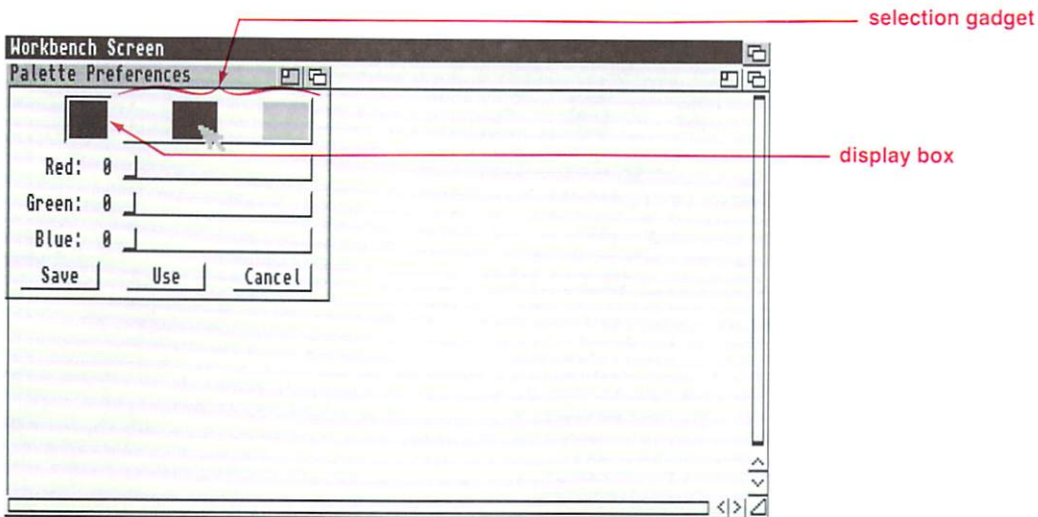 selection gadget
Workbench Screen
Palette Preferences
display box
Red: 0
Green: 0
Blue: 0
Save Use Cancel